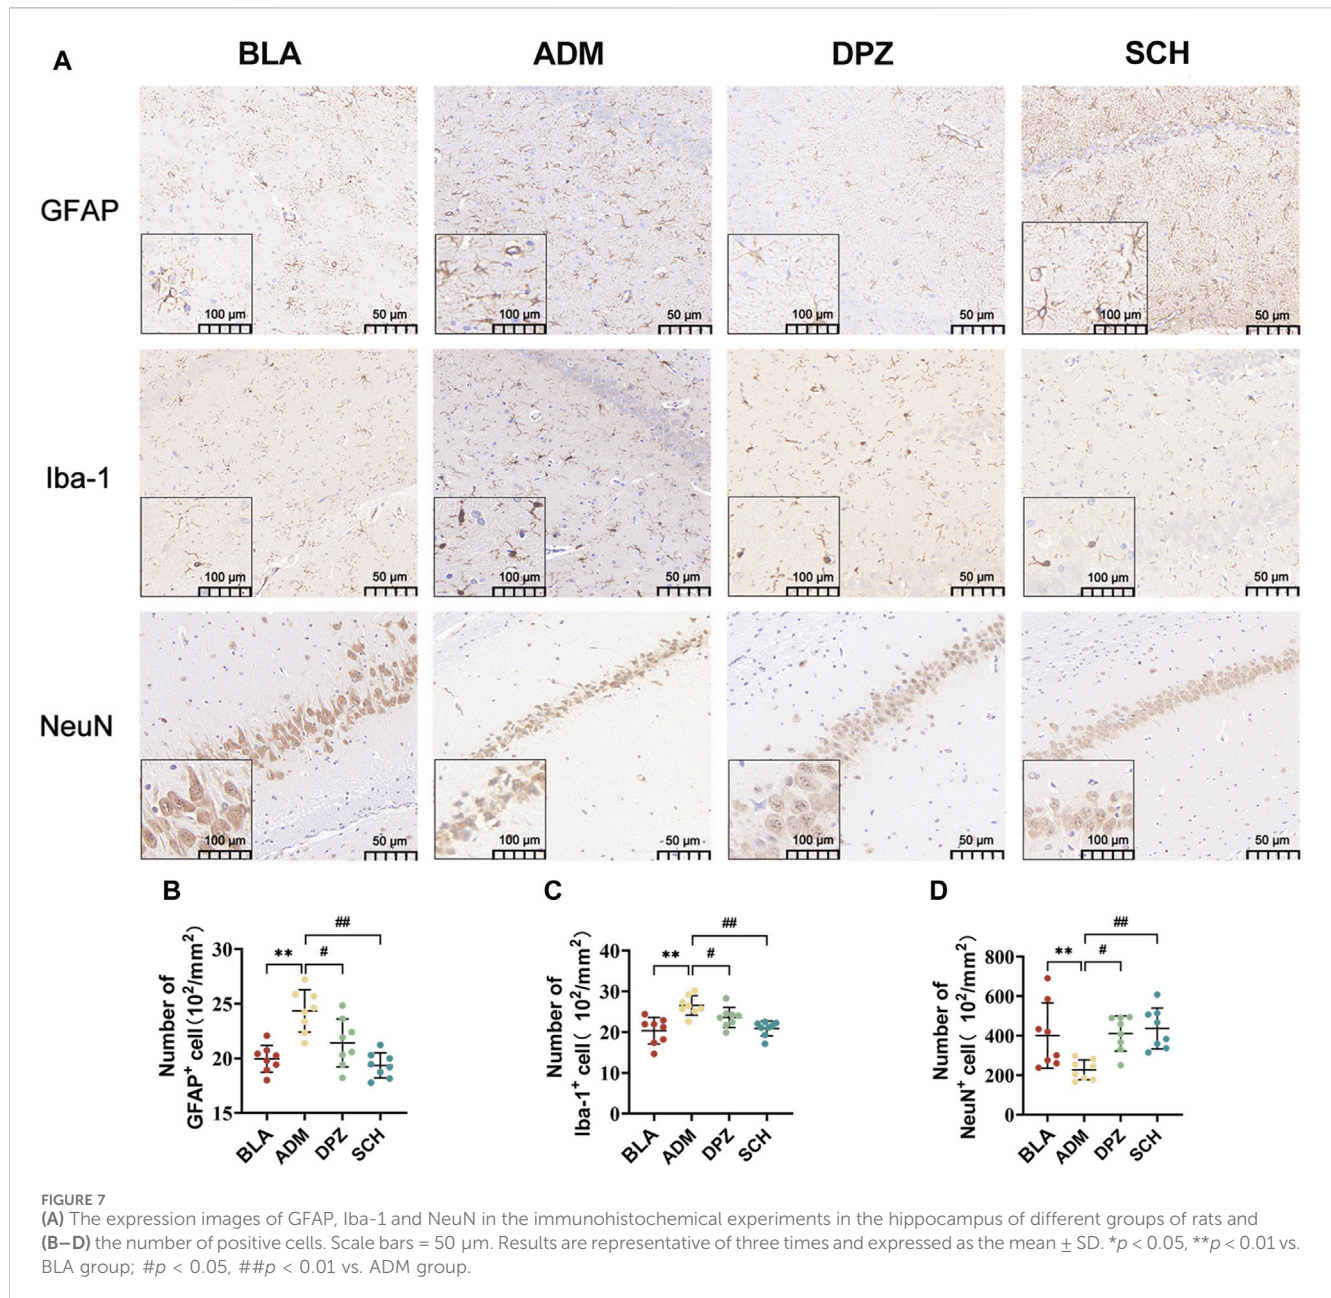 A
BLA ADM DPZ SCH
GFAP
100 μm 50 μm 100 μm 50 μm 100 μm 50 μm 100 μm 50 μm
Iba-1
100 μm 50 μm 100 μm 50 μm 100 μm 50 μm 100 μm 50 μm
NeuN
100 μm 50 μm 100 μm 50 μm 100 μm 50 μm 100 μm 50 μm
B
Number of
GFAP+ cell (10²/mm²)
30
25
20
15
** # ##
BLA ADM DPZ SCH
C
Number of
Iba-1+ cell (10²/mm²)
40
30
20
10
0
** # ##
BLA ADM DPZ SCH
D
Number of
NeuN+ cell (10²/mm²)
800
600
400
200
0
** # ##
BLA ADM DPZ SCH
FIGURE 7
(A) The expression images of GFAP, Iba-1 and NeuN in the immunohistochemical experiments in the hippocampus of different groups of rats and
(B–D) the number of positive cells. Scale bars = 50 μm. Results are representative of three times and expressed as the mean ± SD. *p < 0.05, **p < 0.01 vs.
BLA group; #p < 0.05, ##p < 0.01 vs. ADM group.